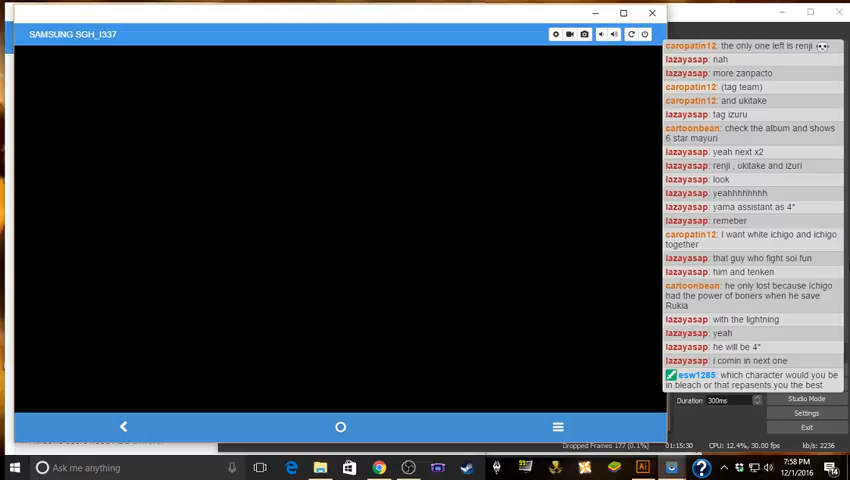 SAMSUNG SGH_I337
caropatin12: the only one left is renji
lazayasap: nah
lazayasap: more zanpacto
caropatin12: (tag team)
caropatin12: and ukitake
lazayasap: tag izuru
cartoonbean: check the album and shows
6 star mayuri
lazayasap: yeah next x2
lazayasap: renji , ukitake and izuri
lazayasap: look
lazayasap: yeahhhhhhhh
lazayasap: yama assistant as 4*
lazayasap: remeber
caropatin12: I want white ichigo and ichigo
together
lazayasap: that guy who fight soi fun
lazayasap: him and tenken
cartoonbean: he only lost because Ichigo
had the power of boners when he save
Rukia
lazayasap: with the lightning
lazayasap: yeah
lazayasap: he will be 4*
lazayasap: i comin in next one
esw1285: which character would you be
in bleach or that repasents you the best
Duration 300ms
Studio Mode
Settings
Exit
Dropped Frames 177 (0.1%)
01:15:30
CPU: 12.4%, 30.00 fps
kb/s: 2236
Ask me anything
99
Ai
7:58 PM
12/1/2016
14